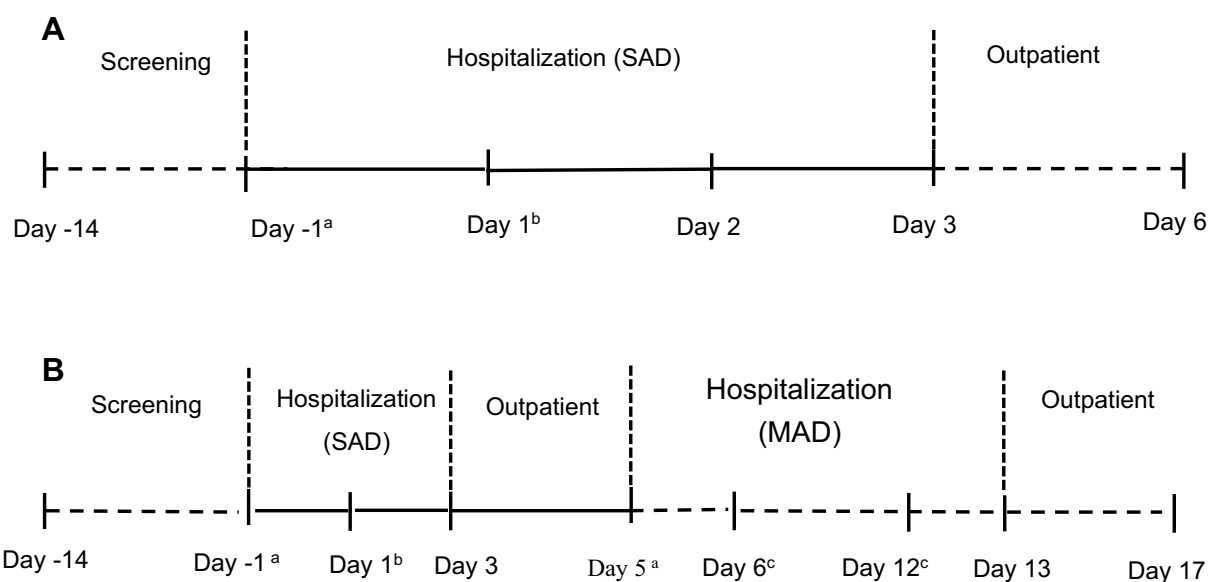 A
Screening Hospitalization (SAD) Outpatient
Day -14 Day -1ᵃ Day 1ᵇ Day 2 Day 3 Day 6
B
Screening Hospitalization (SAD) Outpatient Hospitalization (MAD) Outpatient
Day -14 Day -1 ᵃ Day 1ᵇ Day 3 Day 5 ᵃ Day 6ᶜ Day 12ᶜ Day 13 Day 17